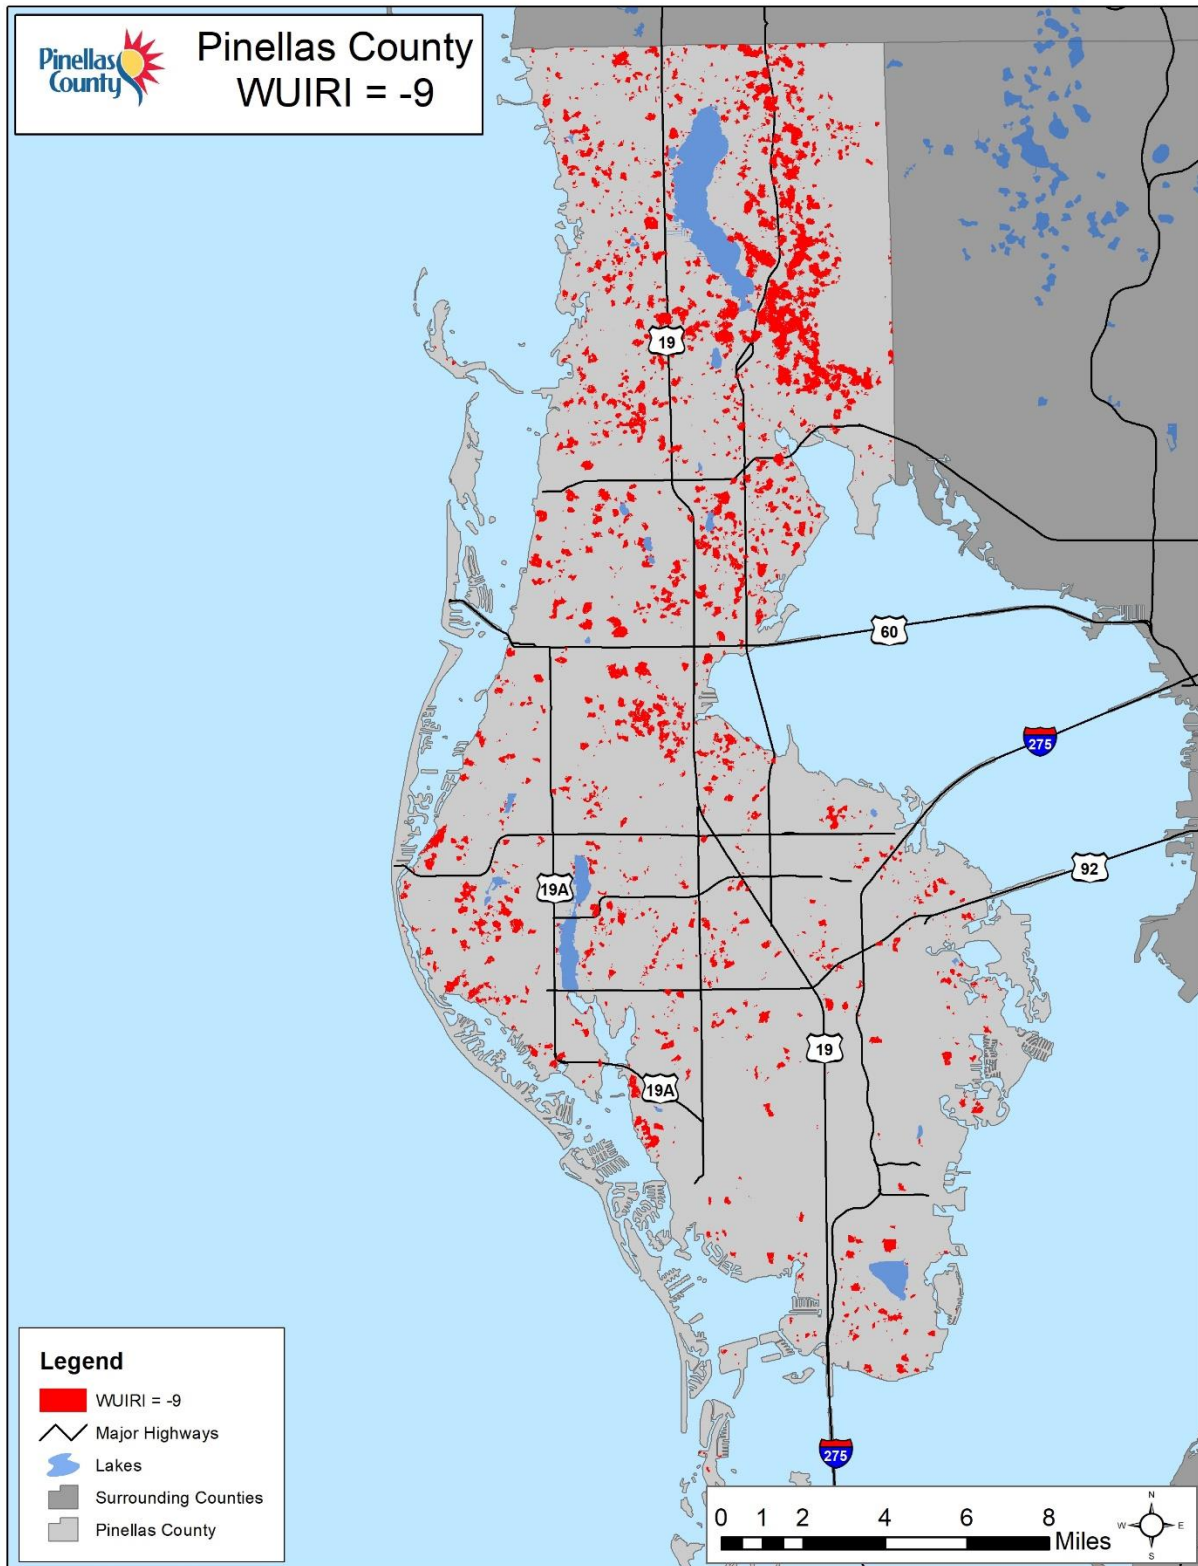 Pinellas
County
Pinellas County
WUIRI = -9
19
60
275
19A
92
19
19A
275
Legend
WUIRI = -9
Major Highways
Lakes
Surrounding Counties
Pinellas County
0 1 2 4 6 8
Miles
N
W E
S